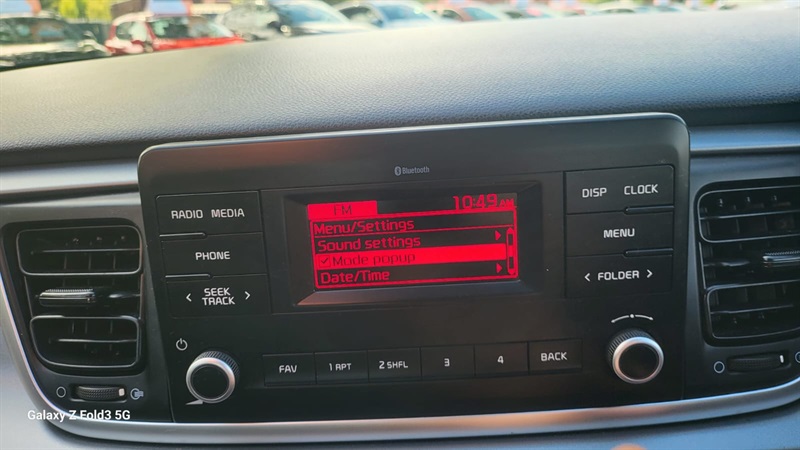 Bluetooth
FM 10:49 AM
Menu/Settings
Sound settings
✓Mode popup
Date/Time
RADIO MEDIA
PHONE
< SEEK TRACK >
DISP CLOCK
MENU
< FOLDER >
FAV 1 RPT 2 SHFL 3 4 BACK
Galaxy Z Fold3 5G